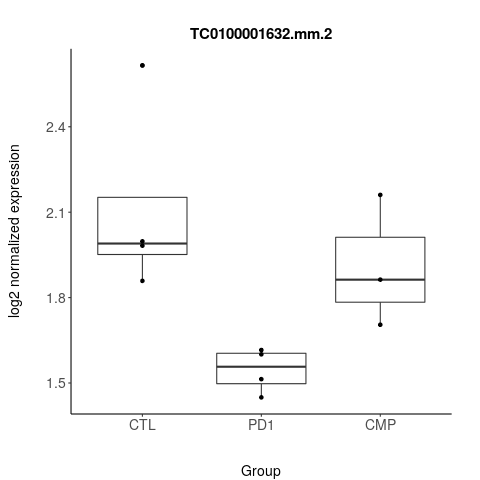 TC0100001632.mm.2
log2 normalized expression
2.4
2.1
1.8
1.5
CTL PD1 CMP
Group